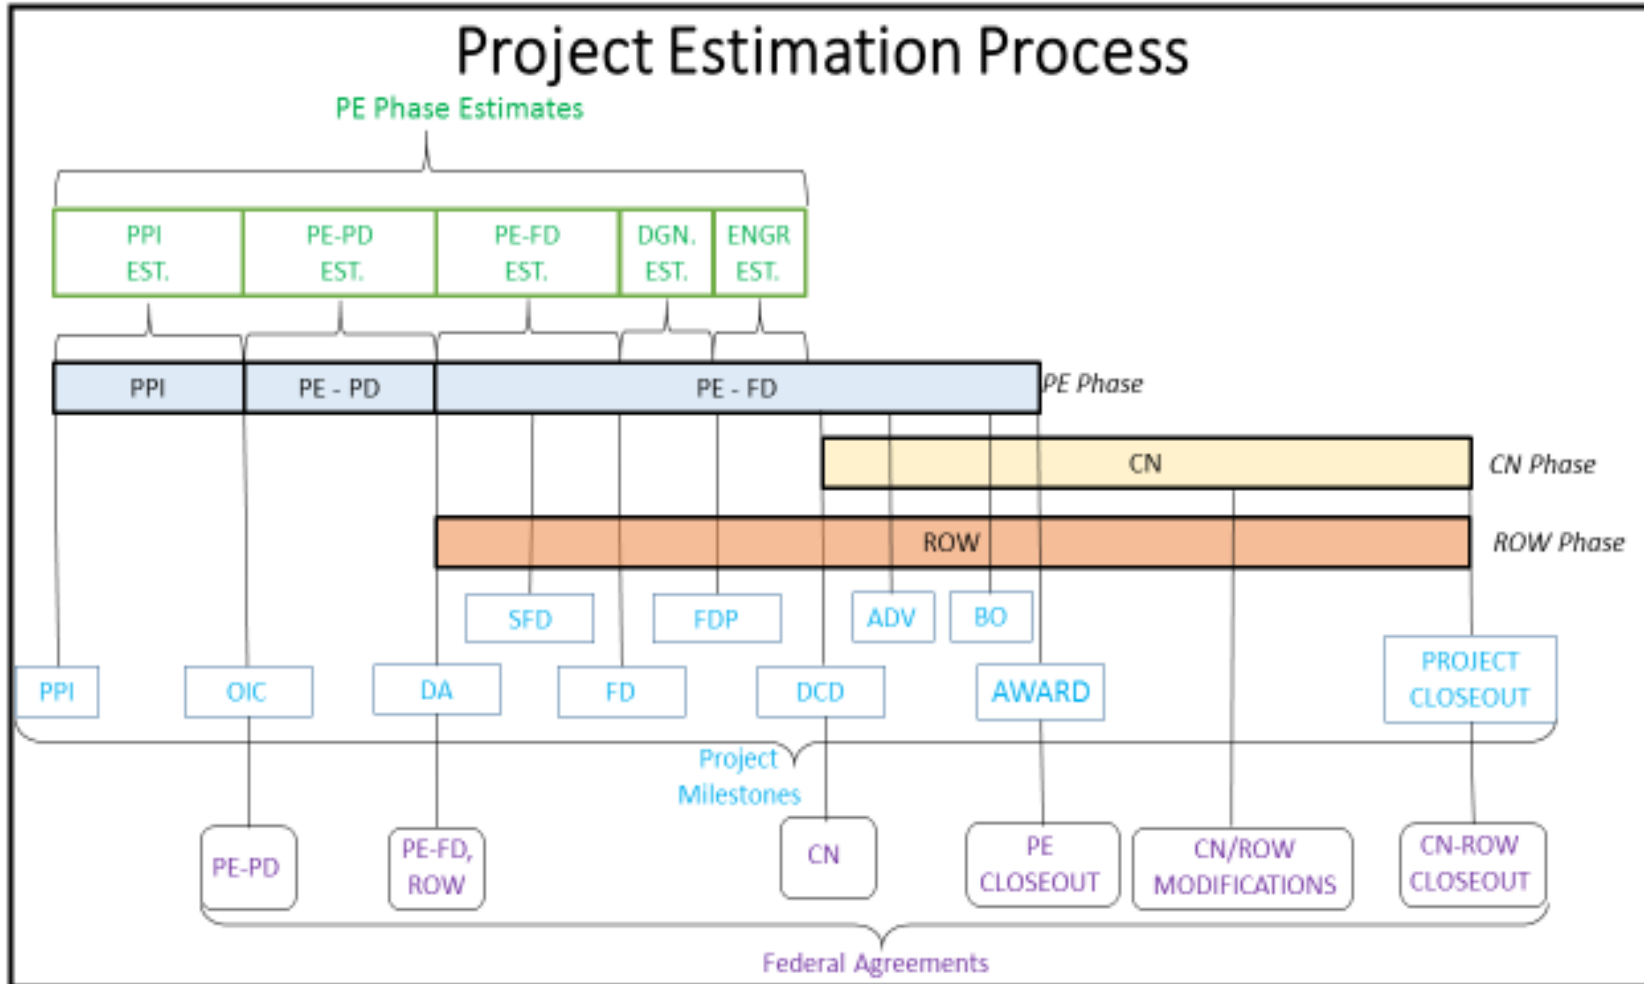 Project Estimation Process
PE Phase Estimates
PPI
EST.
PE-PD
EST.
PE-FD
EST.
DGN.
EST.
ENGR
EST.
PPI
PE - PD
PE - FD
PE Phase
CN
CN Phase
ROW
ROW Phase
SFD
FDP
ADV
BO
PPI
OIC
DA
FD
DCD
AWARD
PROJECT
CLOSEOUT
Project
Milestones
PE-PD
PE-FD,
ROW
CN
PE
CLOSEOUT
CN/ROW
MODIFICATIONS
CN-ROW
CLOSEOUT
Federal Agreements